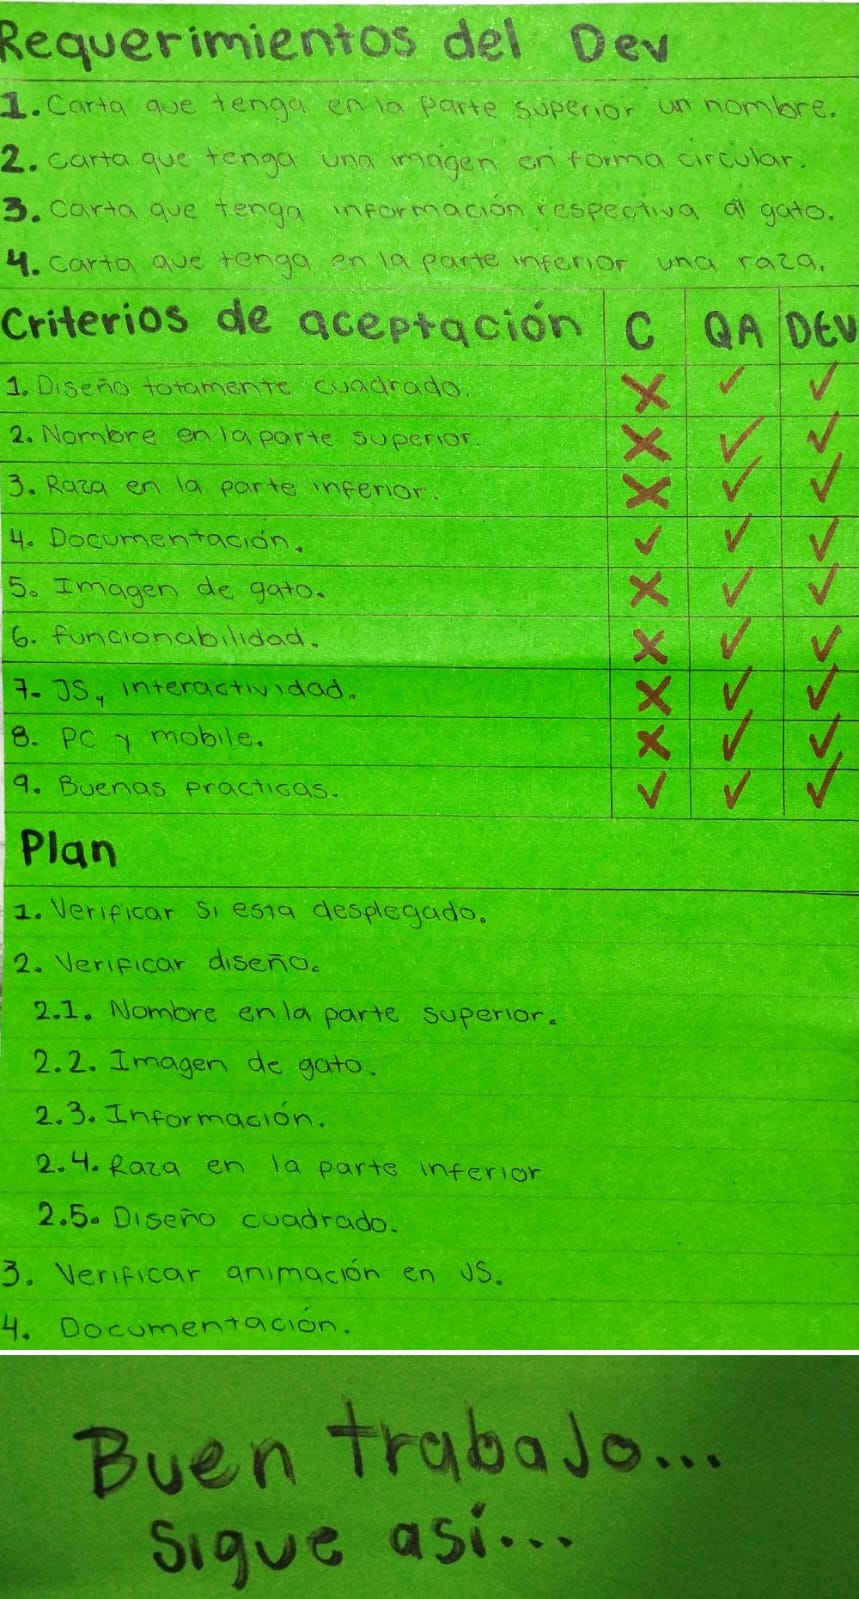 Requerimientos del Dev
1. Carta que tenga en la parte superior un nombre.
2. carta que tenga una imagen en forma circular.
3. carta que tenga información respectiva al gato.
4. carta que tenga en la parte inferior una raza.
Criterios de aceptación C QA DEV
1. Diseño totamente cuadrado. X ✓ ✓
2. Nombre en la parte superior. X ✓ ✓
3. Raza en la parte inferior. X ✓ ✓
4. Documentación. ✓ ✓ ✓
5. Imagen de gato. X ✓ ✓
6. funcionabilidad. X ✓ ✓
7. JS, interactividad. X ✓ ✓
8. PC y mobile. X ✓ ✓
9. Buenas practicas. ✓ ✓ ✓
Plan
1. Verificar si esta desplegado.
2. Verificar diseño.
2.1. Nombre en la parte superior.
2.2. Imagen de gato.
2.3. Información.
2.4. Raza en la parte inferior
2.5. Diseño cuadrado.
3. Verificar animación en JS.
4. Documentación.
Buen trabajo...
sigue así...